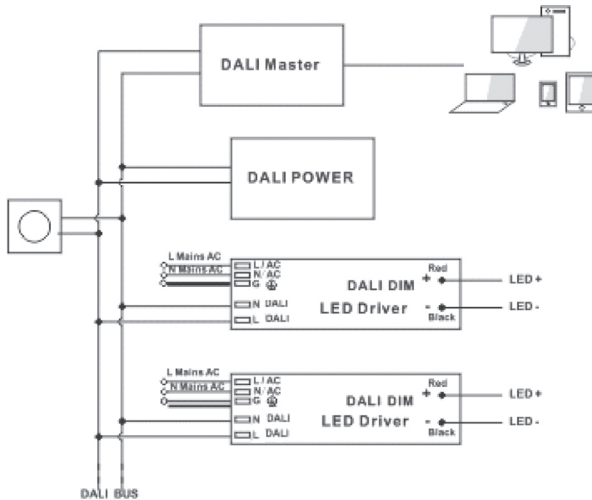 DALI Master
DALI POWER
L Mains AC
N Mains AC
L/AC
N/AC
G
N DALI
L DALI
DALI DIM
LED Driver
Red
+
-
Black
LED+
LED-
L Mains AC
N Mains AC
L/AC
N/AC
G
N DALI
L DALI
DALI DIM
LED Driver
Red
+
-
Black
LED+
LED-
DALI BUS